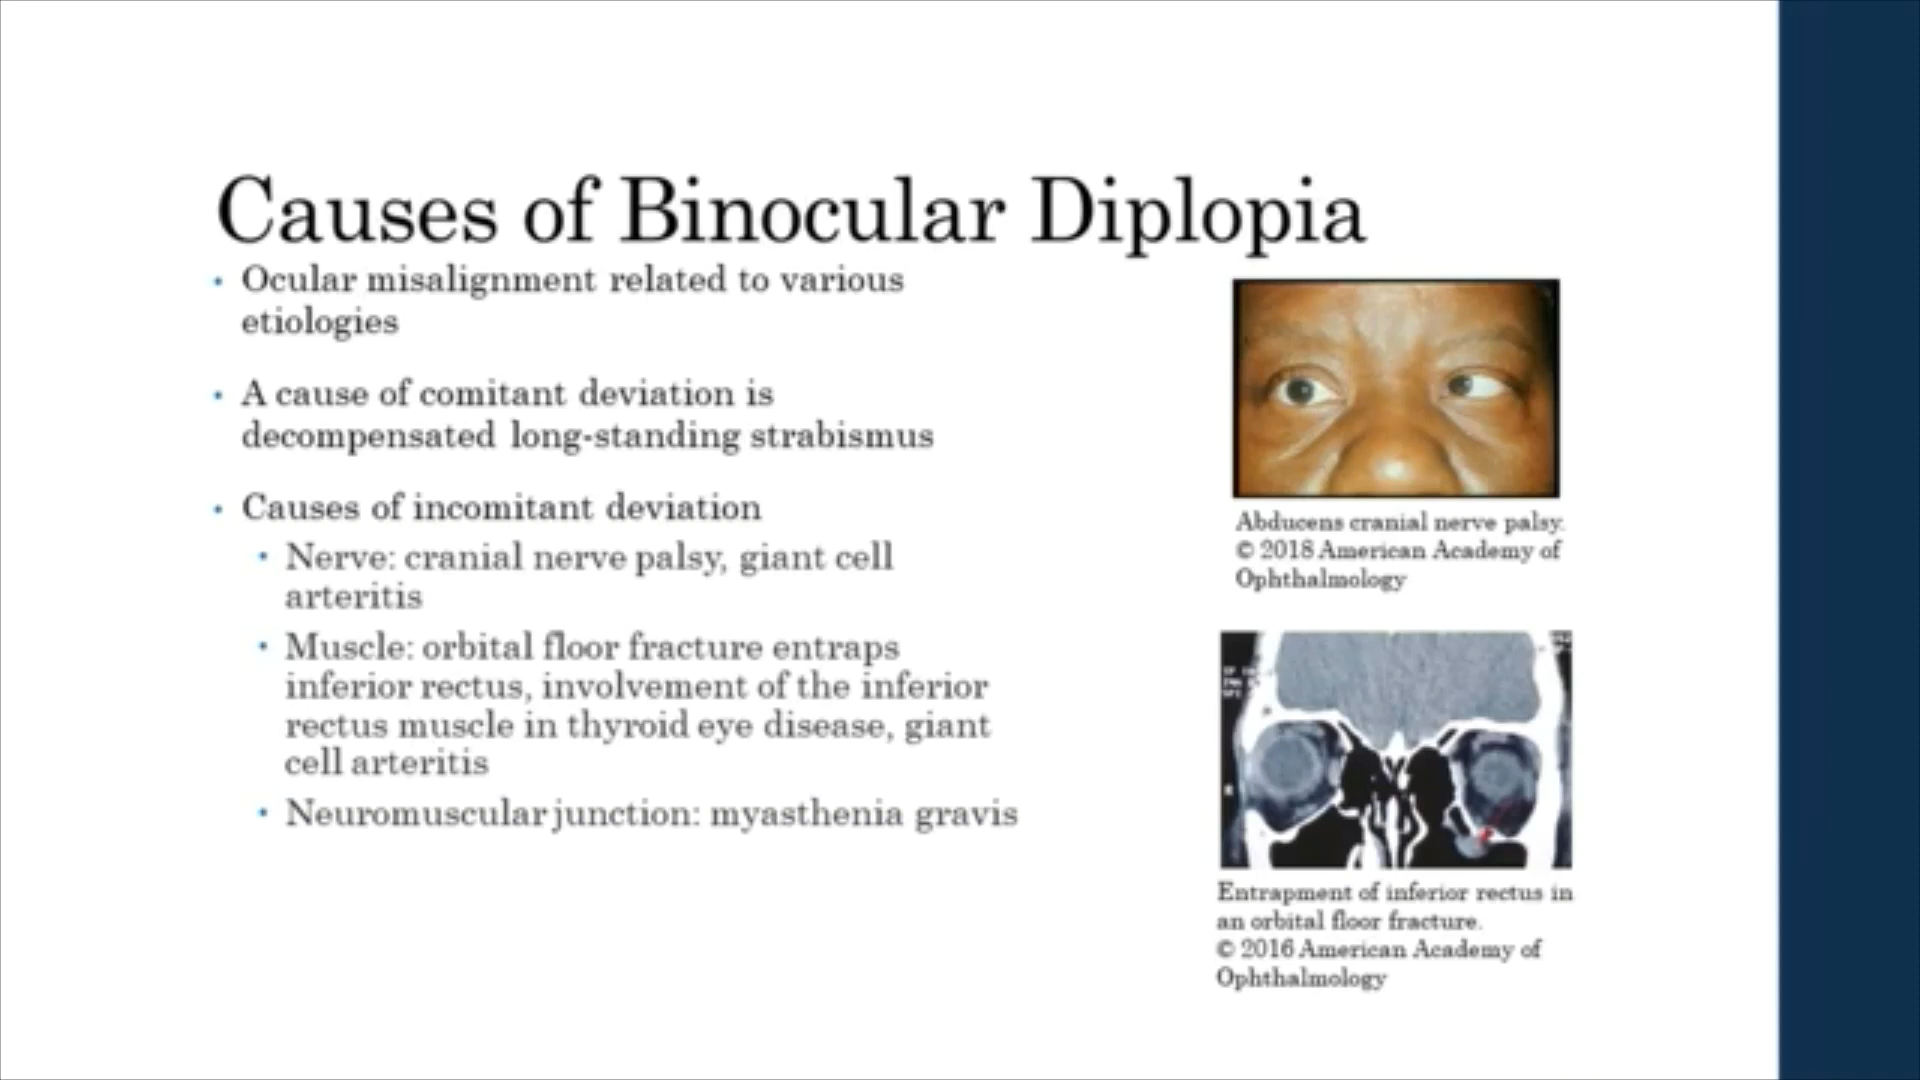 Causes of Binocular Diplopia
• Ocular misalignment related to various
etiologies
• A cause of comitant deviation is
decompensated long-standing strabismus
• Causes of incomitant deviation
• Nerve: cranial nerve palsy, giant cell
arteritis
• Muscle: orbital floor fracture entraps
inferior rectus, involvement of the inferior
rectus muscle in thyroid eye disease, giant
cell arteritis
• Neuromuscular junction: myasthenia gravis
Abducens cranial nerve palsy.
© 2018 American Academy of
Ophthalmology
Entrapment of inferior rectus in
an orbital floor fracture.
© 2016 American Academy of
Ophthalmology